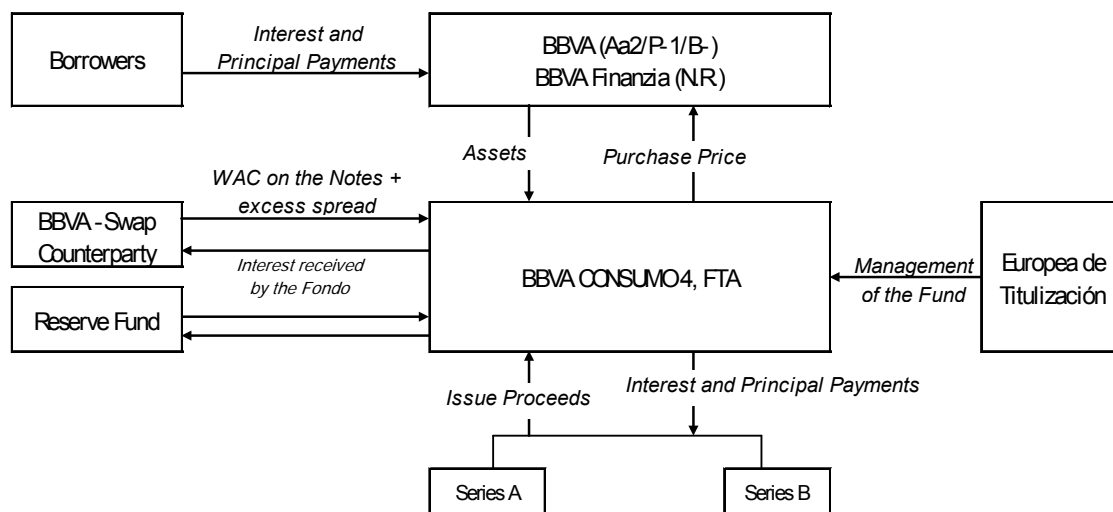 Borrowers
Interest and
Principal Payments
BBVA (Aa2/P-1/B-)
BBVA Finanzia (N.R.)
Assets
Purchase Price
WAC on the Notes +
excess spread
BBVA - Swap
Counterparty
Interest received
by the Fondo
BBVA CONSUMO 4, FTA
Management
of the Fund
Europea de
Titulización
Reserve Fund
Issue Proceeds
Interest and Principal Payments
Series A
Series B